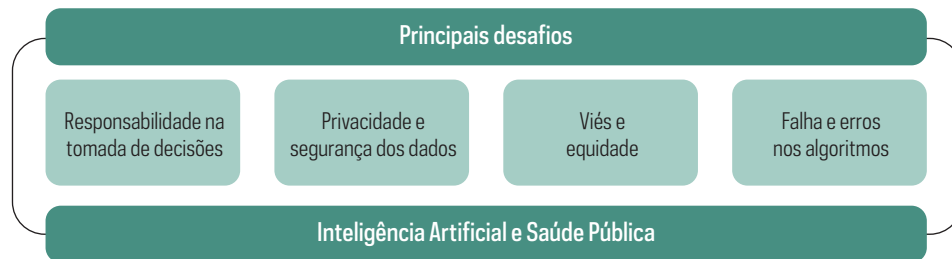 Principais desafios
Responsabilidade na
tomada de decisões
Privacidade e
segurança dos dados
Viés e
equidade
Falha e erros
nos algoritmos
Inteligência Artificial e Saúde Pública